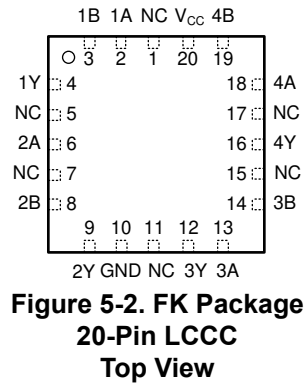 1B 1A NC VCC 4B
3 2 1 20 19
1Y 4 18 4A
NC 5 17 NC
2A 6 16 4Y
NC 7 15 NC
2B 8 14 3B
9 10 11 12 13
2Y GND NC 3Y 3A
Figure 5-2. FK Package
20-Pin LCCC
Top View